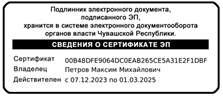 Подлинник электронного документа,
подписанного ЭП,
хранится в системе электронного документооборота
органов власти Чувашской Республики.
СВЕДЕНИЯ О СЕРТИФИКАТЕ ЭП
Сертификат 00B4BDFE9064DC0EAB265CE5A31E2F1DBF
Владелец Петров Максим Михайлович
Действителен с 07.12.2023 по 01.03.2025